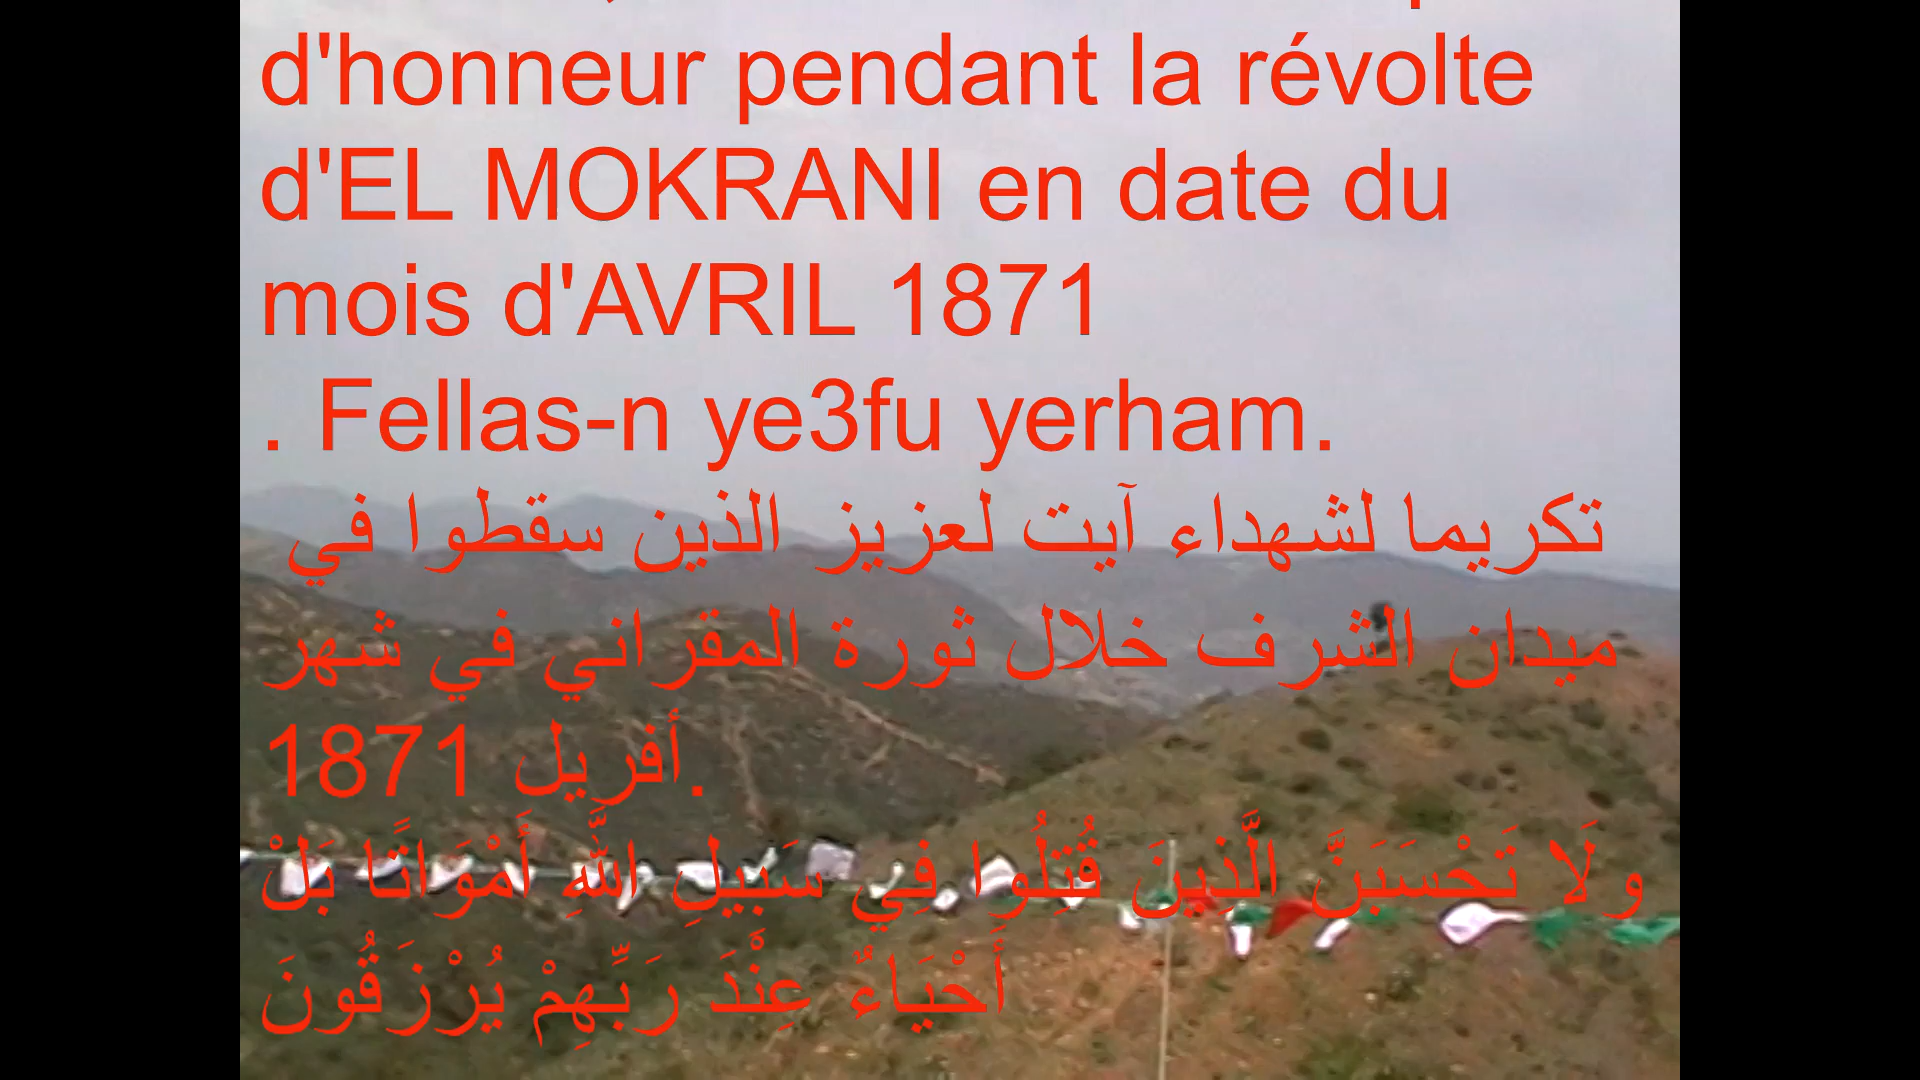 d'honneur pendant la révolte
d'EL MOKRANI en date du
mois d'AVRIL 1871
. Fellas-n ye3fu yerham.
تكريما لشهداء آيت لعزيز الذين سقطوا في
ميدان الشرف خلال ثورة المقراني في شهر
أفريل 1871.
ولَا تَحْسَبَنَّ الَّذِينَ قُتِلُوا فِي سَبِيلِ اللَّهِ أَمْوَاتًا بَلْ
أَحْيَاءٌ عِنْدَ رَبِّهِمْ يُرْزَقُونَ